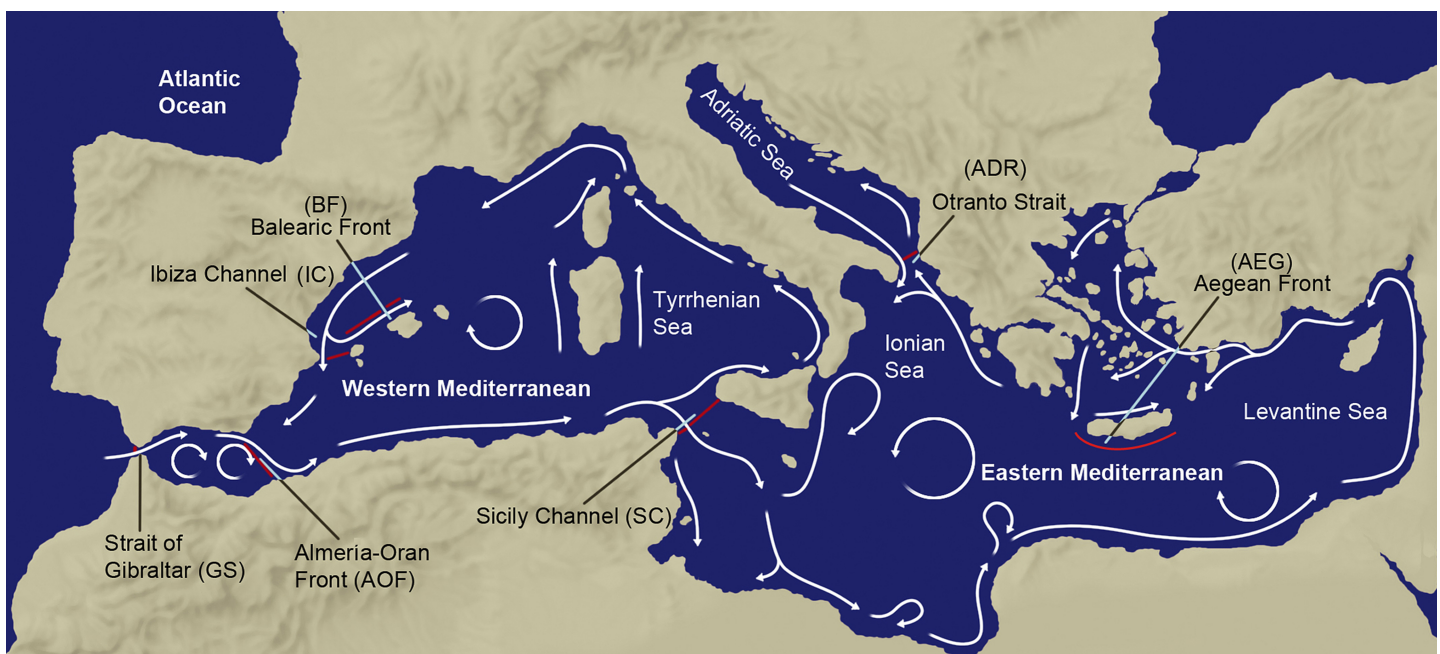 Atlantic
Ocean
(BF)
Balearic Front
Ibiza Channel (IC)
Adriatic Sea
(ADR)
Otranto Strait
(AEG)
Aegean Front
Tyrrhenian
Sea
Ionian
Sea
Western Mediterranean
Levantine Sea
Eastern Mediterranean
Sicily Channel (SC)
Strait of
Gibraltar (GS)
Almeria-Oran
Front (AOF)